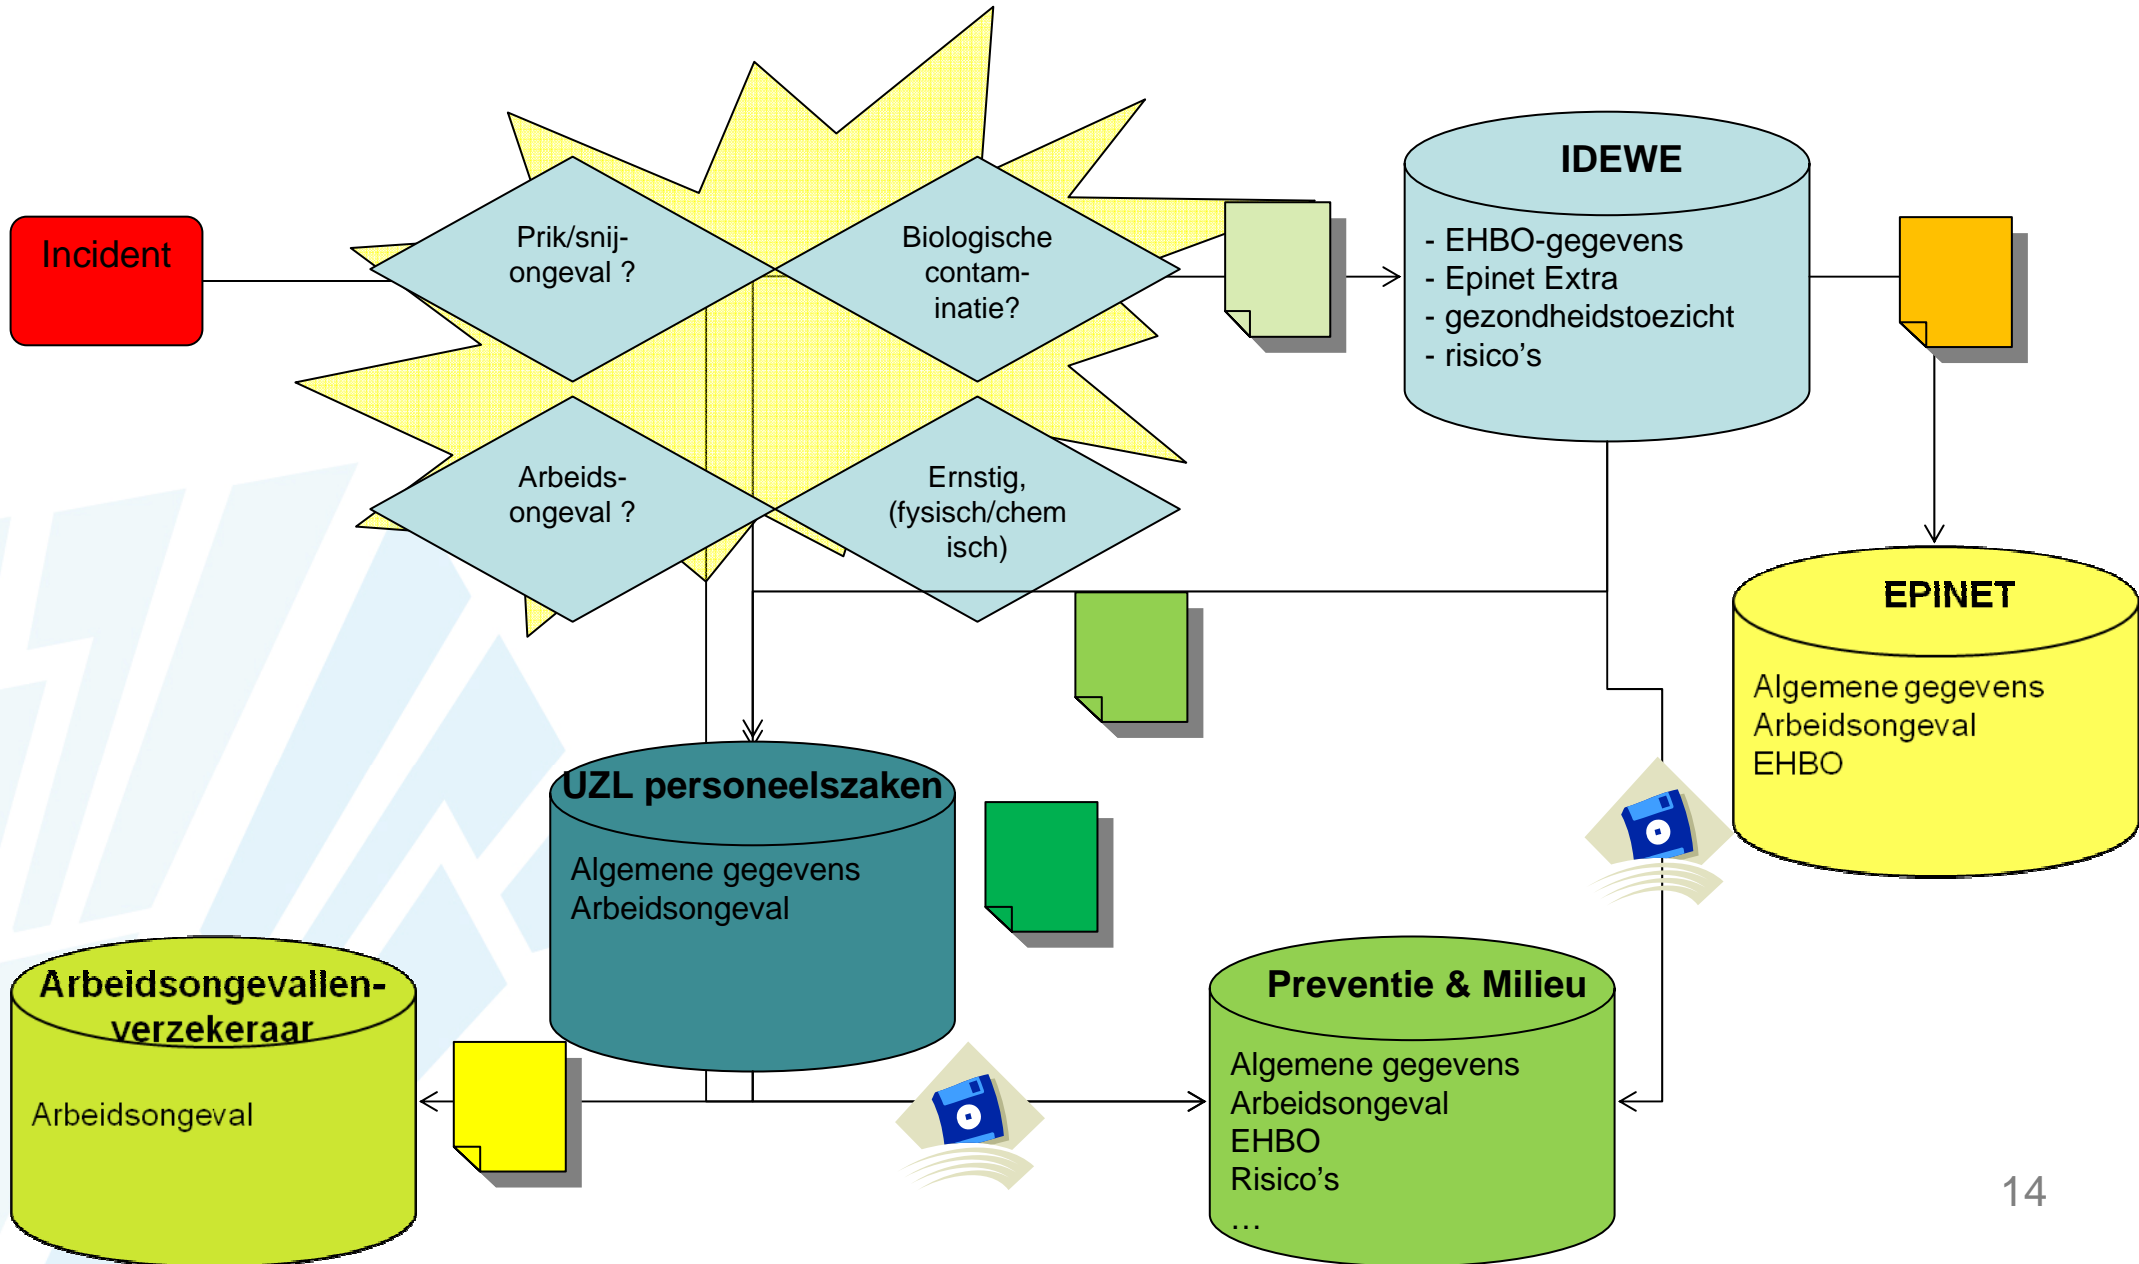 Incident
Prik/snij-
ongeval ?
Biologische
contam-
inatie?
Arbeids-
ongeval ?
Ernstig,
(fysisch/chem
isch)
IDEWE
- EHBO-gegevens
- Epinet Extra
- gezondheidstoezicht
- risico's
EPINET
Algemene gegevens
Arbeidsongeval
EHBO
UZL personeelszaken
Algemene gegevens
Arbeidsongeval
Arbeidsongevallen-
verzekeraar
Arbeidsongeval
Preventie & Milieu
Algemene gegevens
Arbeidsongeval
EHBO
Risico's
…
14